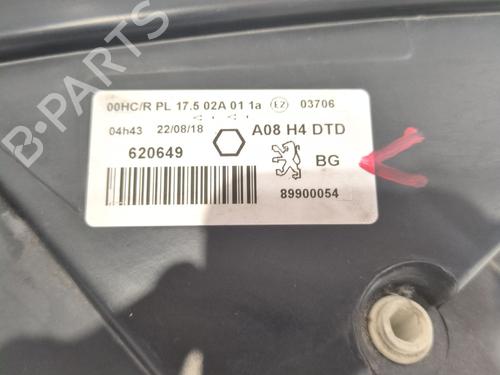 00HC/R PL 17.5 02A 01 1a E2 03706
04h43 22/08/18 A08 H4 DTD
620649 BG
89900054
B-PARTS